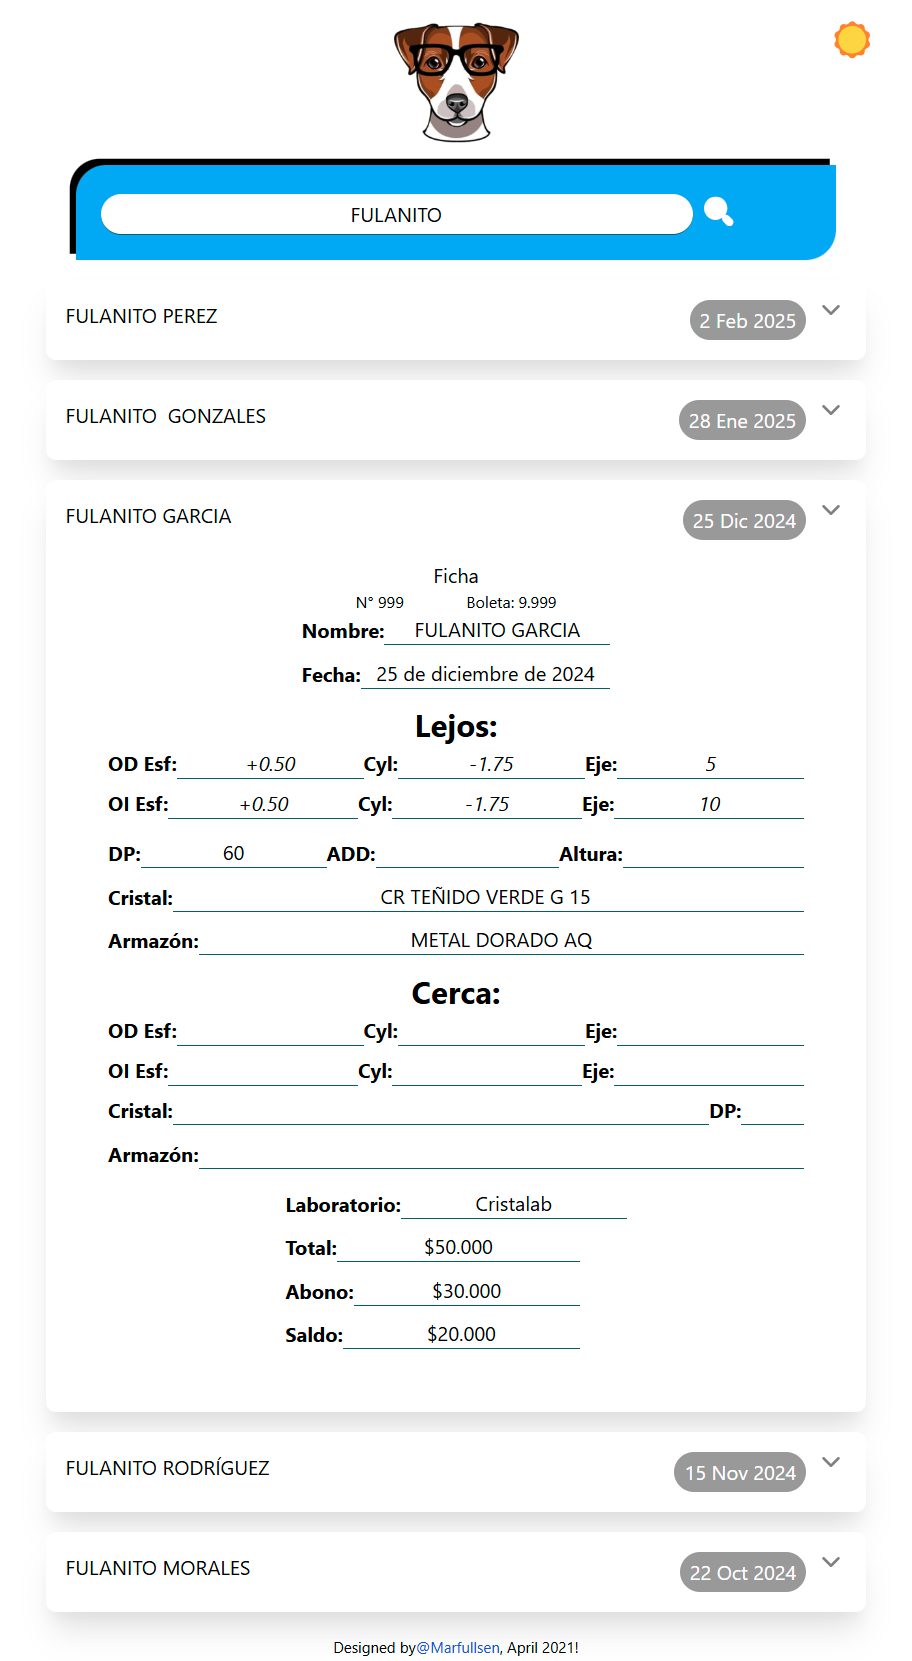 FULANITO
FULANITO PEREZ 2 Feb 2025
FULANITO  GONZALES 28 Ene 2025
FULANITO GARCIA 25 Dic 2024
Ficha
N° 999 Boleta: 9.999
Nombre: FULANITO GARCIA
Fecha: 25 de diciembre de 2024
Lejos:
OD Esf: +0.50 Cyl: -1.75 Eje: 5
OI Esf: +0.50 Cyl: -1.75 Eje: 10
DP: 60 ADD: Altura:
Cristal: CR TEÑIDO VERDE G 15
Armazón: METAL DORADO AQ
Cerca:
OD Esf: Cyl: Eje:
OI Esf: Cyl: Eje:
Cristal: DP:
Armazón:
Laboratorio: Cristalab
Total: $50.000
Abono: $30.000
Saldo: $20.000
FULANITO RODRÍGUEZ 15 Nov 2024
FULANITO MORALES 22 Oct 2024
Designed by@Marfullsen, April 2021!